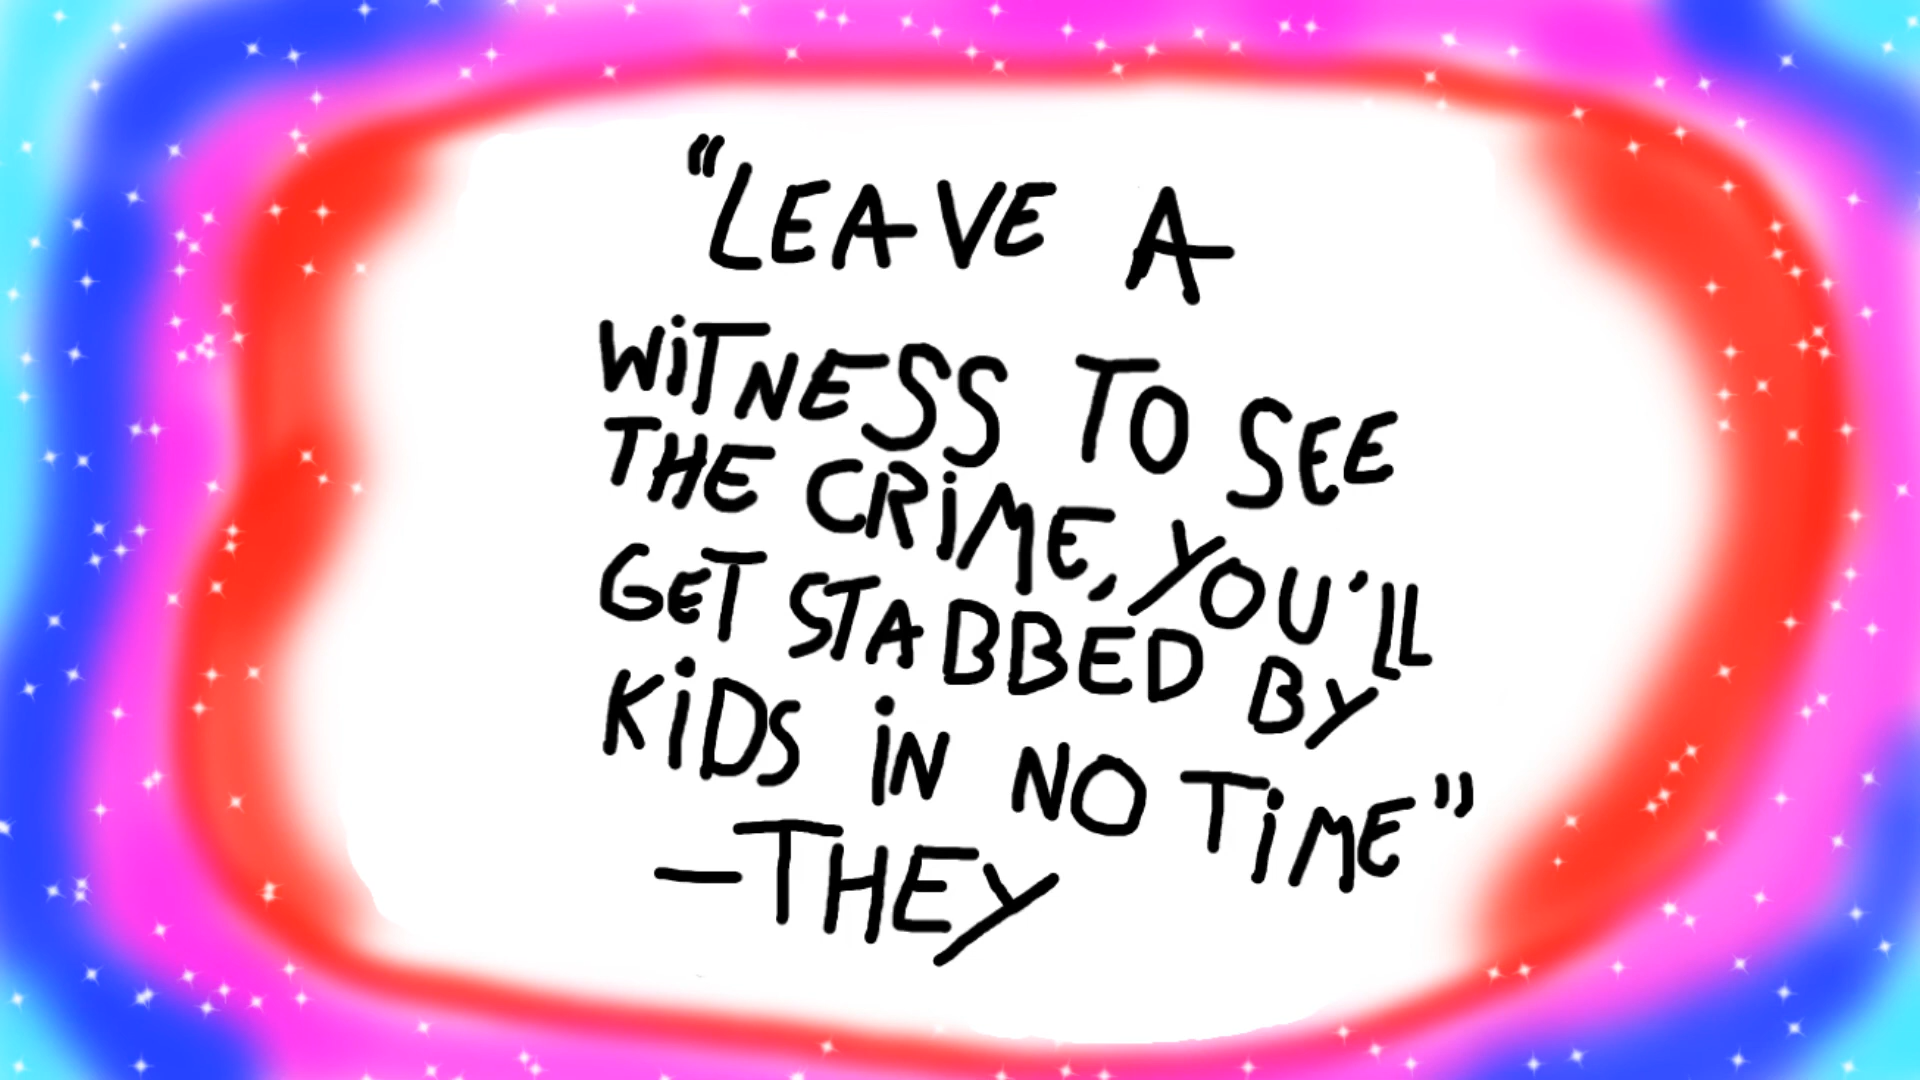 "LEAVE A
WiTNESS TO SEE
THE CRiME, YOU'LL
GET STABBED BY
KiDS iN NO TiME"
—THEY